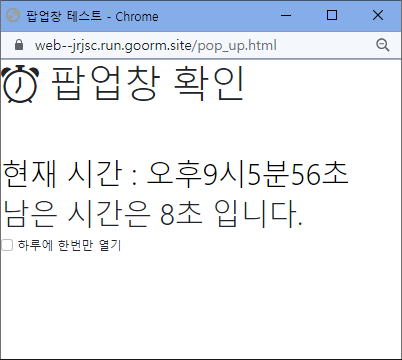 팝업창 테스트 - Chrome
web--jrjsc.run.goorm.site/pop_up.html
팝업창 확인
현재 시간 : 오후9시5분56초
남은 시간은 8초 입니다.
하루에 한번만 열기